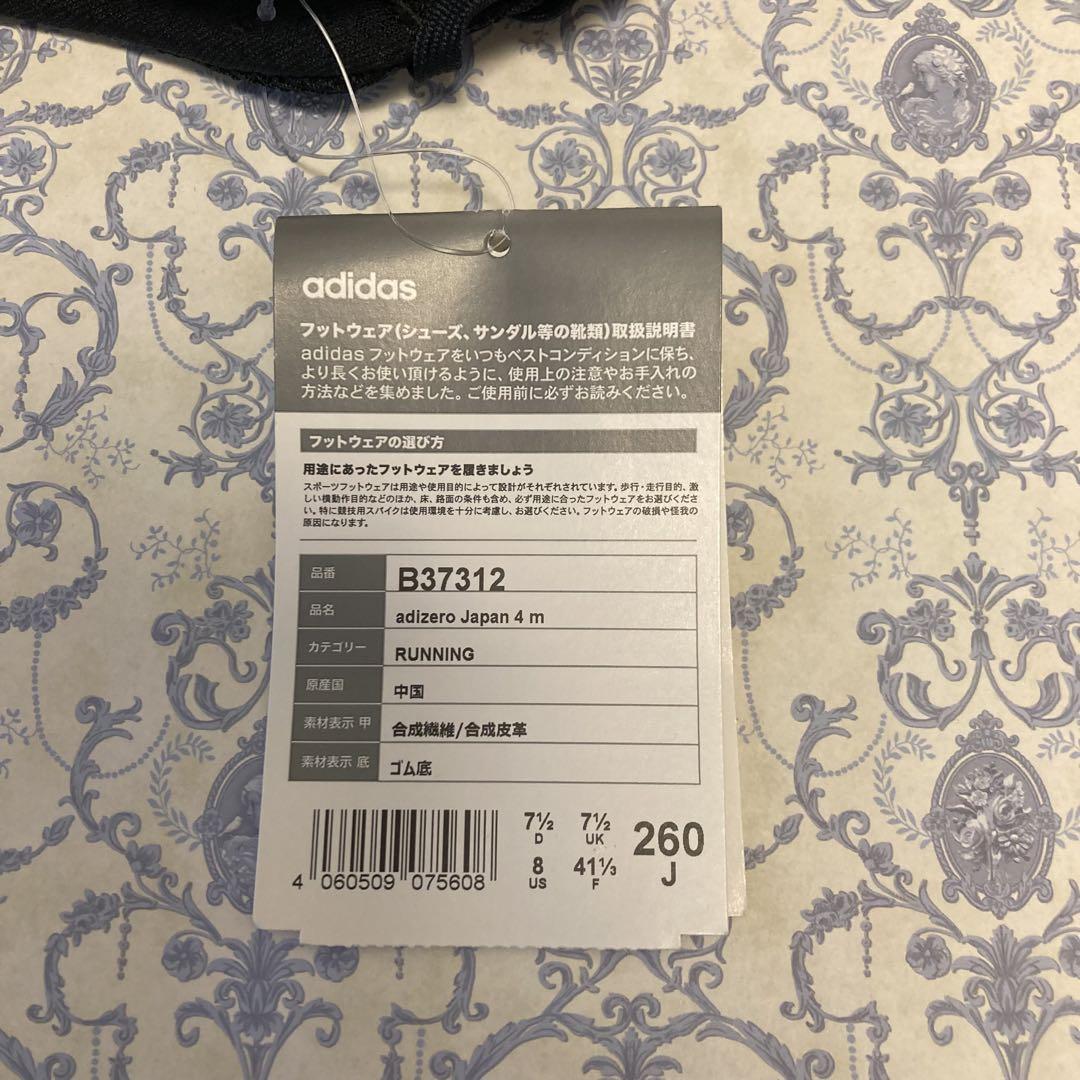 adidas
フットウェア(シューズ、サンダル等の靴類)取扱説明書
adidas フットウェアをいつもベストコンディションに保ち、
より長くお使い頂けるように、使用上の注意やお手入れの
方法などを集めました。ご使用前に必ずお読みください。
フットウェアの選び方
用途にあったフットウェアを履きましょう
スポーツフットウェアは用途や使用目的によって設計がそれぞれされています。歩行・走行目的、激
しい横動作目的などのほか、床、路面の条件も含め、必ず用途に合ったフットウェアをお選びくださ
い。特に競技用スパイクは使用環境を十分に考慮し、お選びください。フットウェアの破損や怪我の
原因になります。
品番 B37312
品名 adizero Japan 4 m
カテゴリー RUNNING
原産国 中国
素材表示 甲 合成繊維/合成皮革
素材表示 底 ゴム底
7½ 7½ 260
D UK J
8 41⅓
US F
4 060509 075608